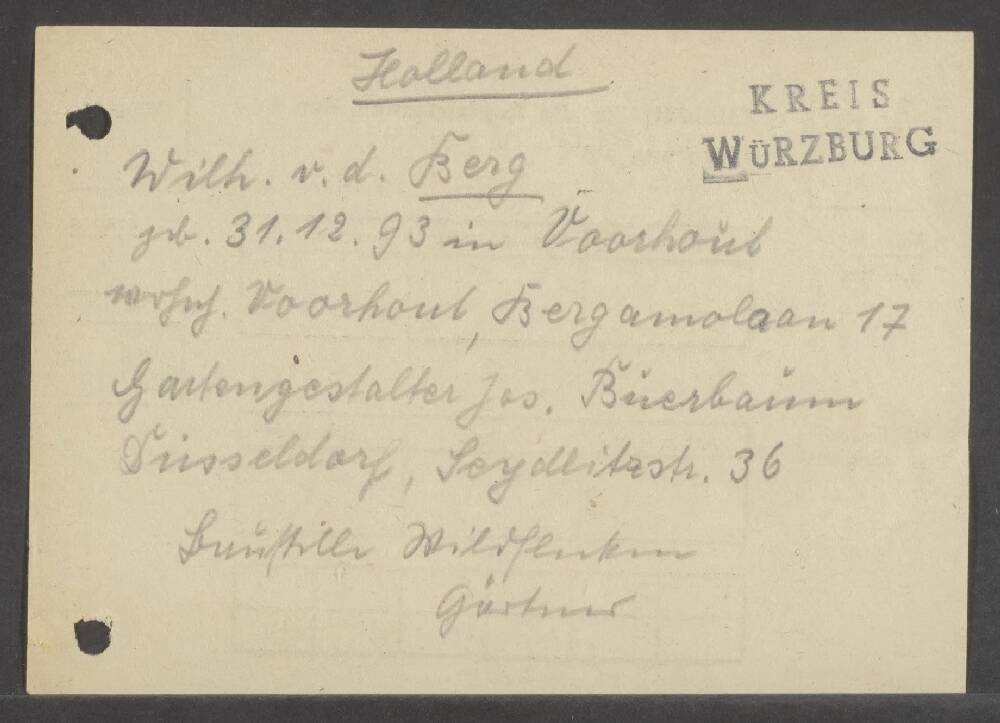 Holland
KREIS
WÜRZBURG
Wilh. v. d. Berg
geb. 31.12.93 in Voorhout
wohnh. Voorhout, Bergamolaan 17
Gartengestalter Jos. Buerbaum
Düsseldorf, Seydlitzstr. 36
Baustelle Wildflecken
Gärtner